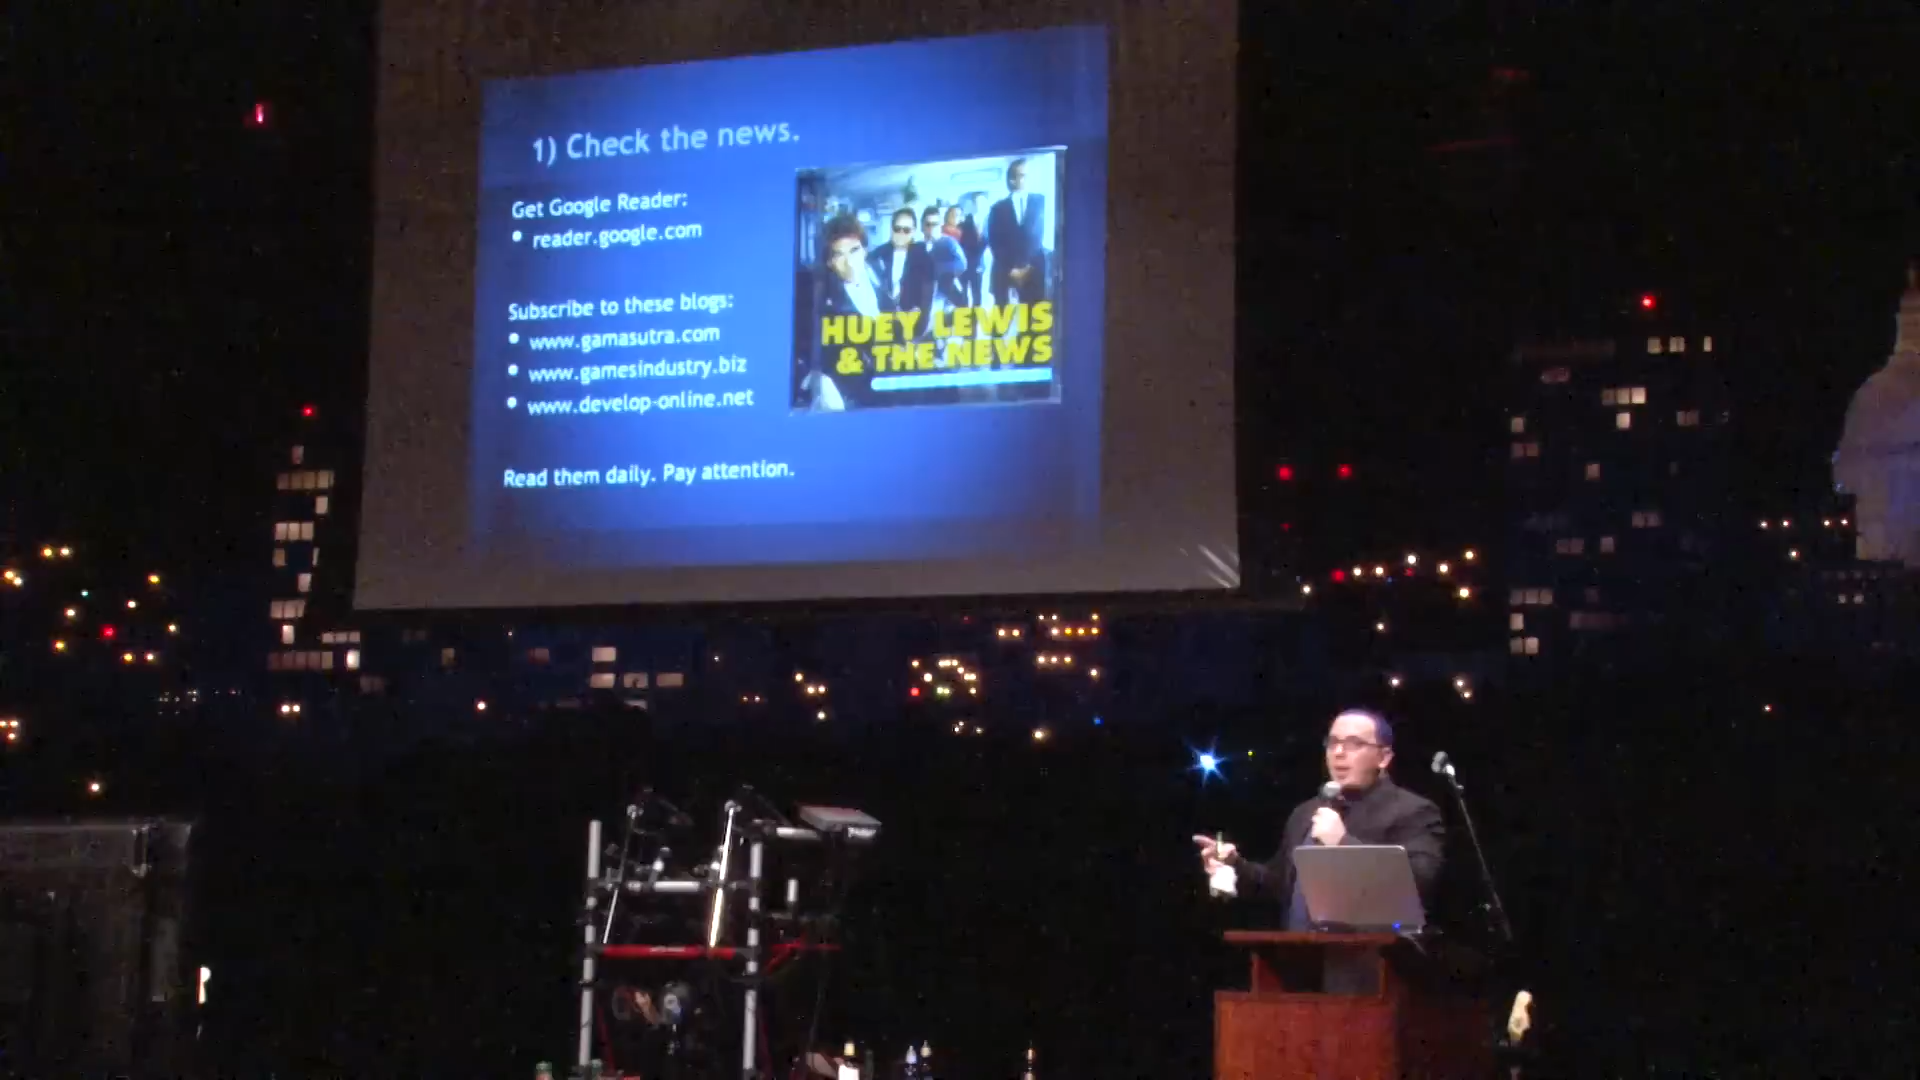 1) Check the news.
Get Google Reader:
• reader.google.com
Subscribe to these blogs:
• www.gamasutra.com
• www.gamesindustry.biz
• www.develop-online.net
Read them daily. Pay attention.
HUEY LEWIS
& THE NEWS